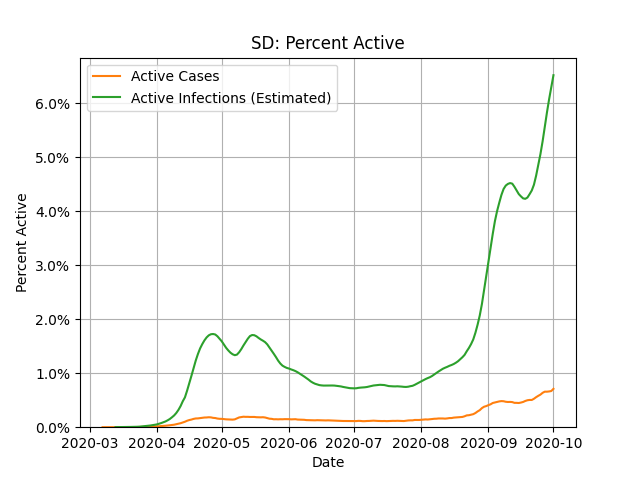 SD: Percent Active
Active Cases
Active Infections (Estimated)
Percent Active
6.0%
5.0%
4.0%
3.0%
2.0%
1.0%
0.0%
2020-03 2020-04 2020-05 2020-06 2020-07 2020-08 2020-09 2020-10
Date